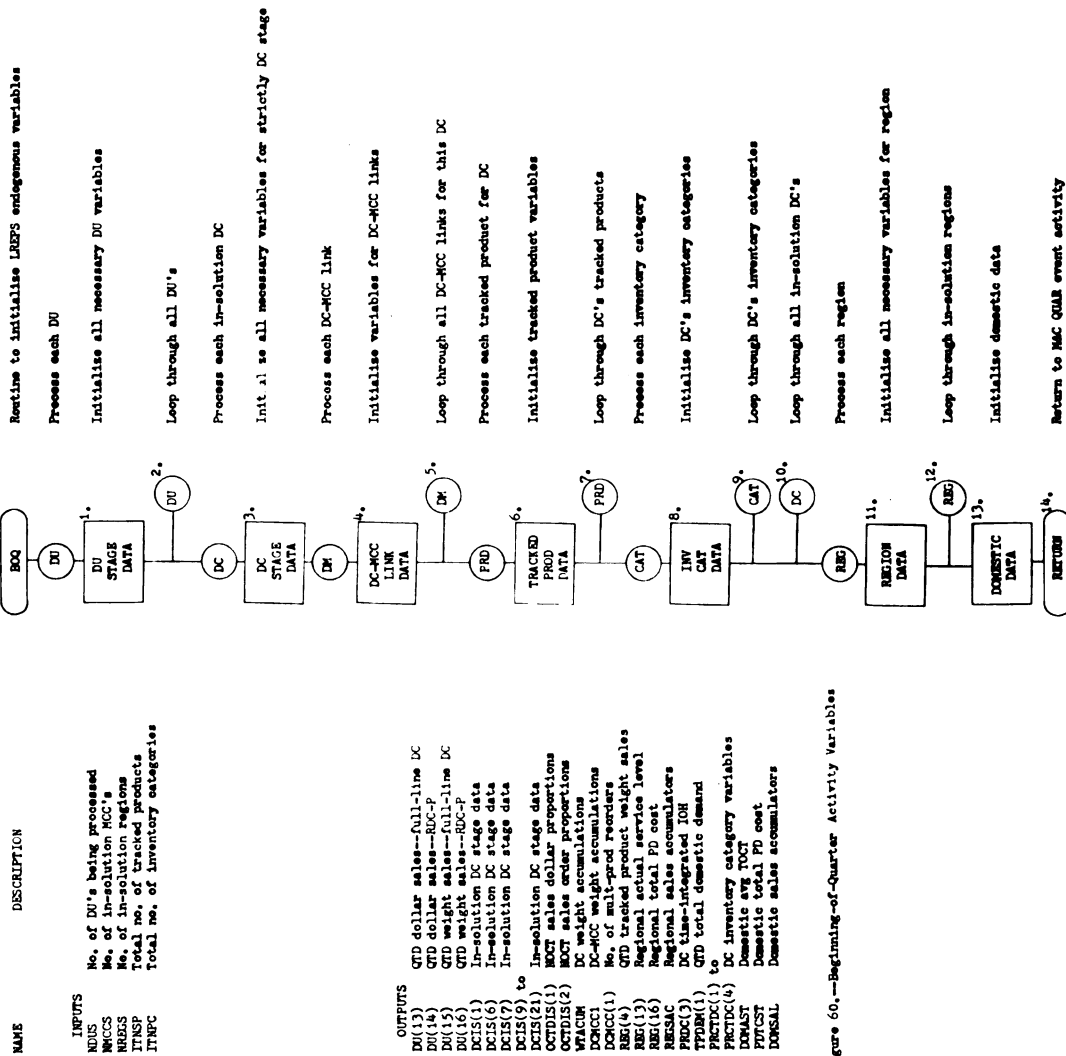 NAME DESCRIPTION
INPUTS
NDUS No. of DU's being processed
NMCCS No. of in-solution MCC's
NREGS No. of in-solution regions
ITNSP Total no. of tracked products
ITNPC Total no. of inventory categories
OUTPUTS
DU(13) QTD dollar sales--full-line DC
DU(14) QTD dollar sales--RDC-P
DU(15) QTD weight sales--full-line DC
DU(16) QTD weight sales--RDC-P
DCIS(1) In-solution DC stage data
DCIS(6) In-solution DC stage data
DCIS(7) In-solution DC stage data
DCIS(9) to
DCIS(21) In-solution DC stage data
OCTDIS(1) NOCT sales dollar proportions
OCTDIS(2) NOCT sales order proportions
WTACUM DC weight accumulations
DCMCC1 DC-MCC weight accumulations
DCMCC(1) No. of mult-prod reorders
REG(4) QTD tracked product weight sales
REG(13) Regional actual service level
REG(16) Regional total PD cost
REGSAC Regional sales accumulators
PRDC(3) DC time-integrated IOH
TPDEM(1) QTD total domestic demand
PRCTDC(1) to
PRCTDC(4) DC inventory category variables
DOMAST Domestic avg TOCT
PDTCST Domestic total PD cost
DOMSAL Domestic sales accumulators
BOQ
DU
1.
DU
STAGE
DATA
2.
DU
DC
3.
DC
STAGE
DATA
DM
4.
DC-MCC
LINK
DATA
5.
DM
PRD
6.
TRACKED
PROD
DATA
7.
PRD
CAT
8.
INV
CAT
DATA
9.
CAT
10.
DC
REG
11.
REGION
DATA
12.
REG
13.
DOMESTIC
DATA
14.
RETURN
Routine to initialise LREPS endogenous variables
Process each DU
Initialise all necessary DU variables
Loop through all DU's
Process each in-solution DC
Init al ze all necessary variables for strictly DC stage
Process each DC-MCC link
Initialise variables for DC-MCC links
Loop through all DC-MCC links for this DC
Process each tracked product for DC
Initialise tracked product variables
Loop through DC's tracked products
Process each inventory category
Initialise DC's inventory categories
Loop through DC's inventory categories
Loop through all in-solution DC's
Process each region
Initialise all necessary variables for region
Loop through in-solution regions
Initialise domestic data
Return to MAC QUAR event activity
gure 60.--Beginning-of-Quarter Activity Variables